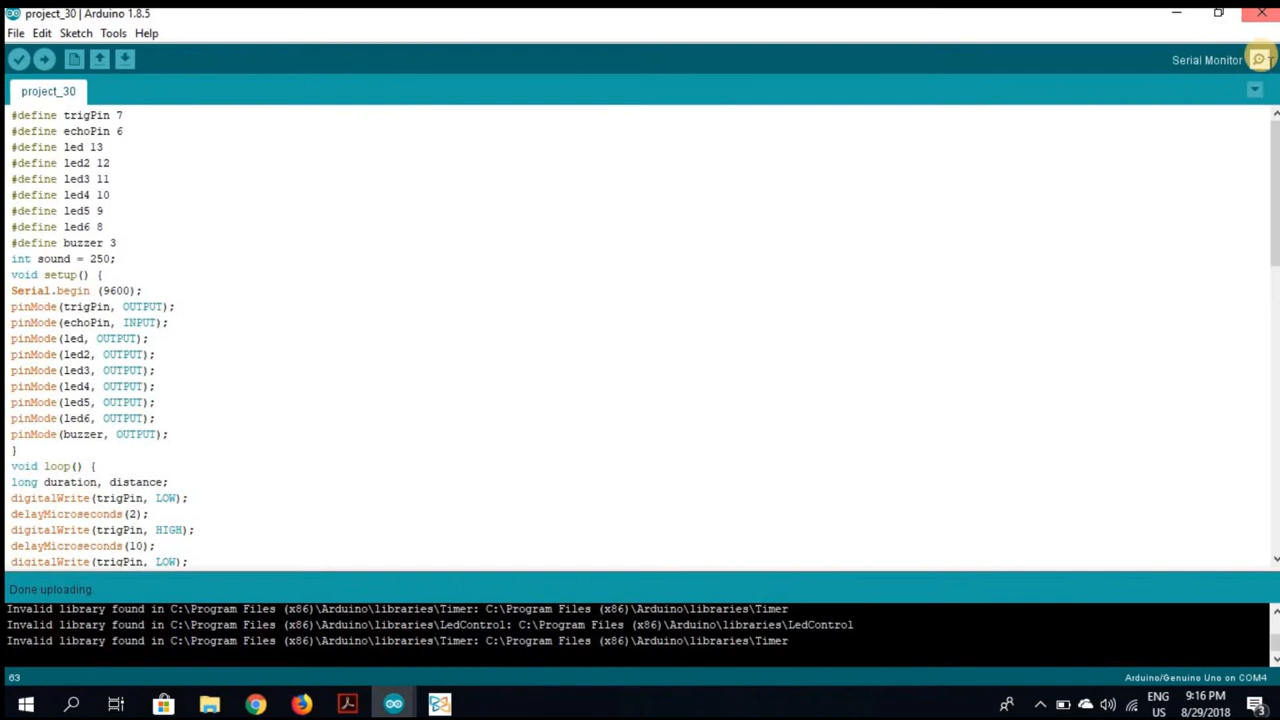 project_30 | Arduino 1.8.5
File Edit Sketch Tools Help
Serial Monitor
project_30
#define trigPin 7
#define echoPin 6
#define led 13
#define led2 12
#define led3 11
#define led4 10
#define led5 9
#define led6 8
#define buzzer 3
int sound = 250;
void setup() {
Serial.begin (9600);
pinMode(trigPin, OUTPUT);
pinMode(echoPin, INPUT);
pinMode(led, OUTPUT);
pinMode(led2, OUTPUT);
pinMode(led3, OUTPUT);
pinMode(led4, OUTPUT);
pinMode(led5, OUTPUT);
pinMode(led6, OUTPUT);
pinMode(buzzer, OUTPUT);
}
void loop() {
long duration, distance;
digitalWrite(trigPin, LOW);
delayMicroseconds(2);
digitalWrite(trigPin, HIGH);
delayMicroseconds(10);
digitalWrite(trigPin, LOW);
Done uploading.
Invalid library found in C:\Program Files (x86)\Arduino\libraries\Timer: C:\Program Files (x86)\Arduino\libraries\Timer
Invalid library found in C:\Program Files (x86)\Arduino\libraries\LedControl: C:\Program Files (x86)\Arduino\libraries\LedControl
Invalid library found in C:\Program Files (x86)\Arduino\libraries\Timer: C:\Program Files (x86)\Arduino\libraries\Timer
63
Arduino/Genuino Uno on COM4
ENG
US
9:16 PM
8/29/2018
3